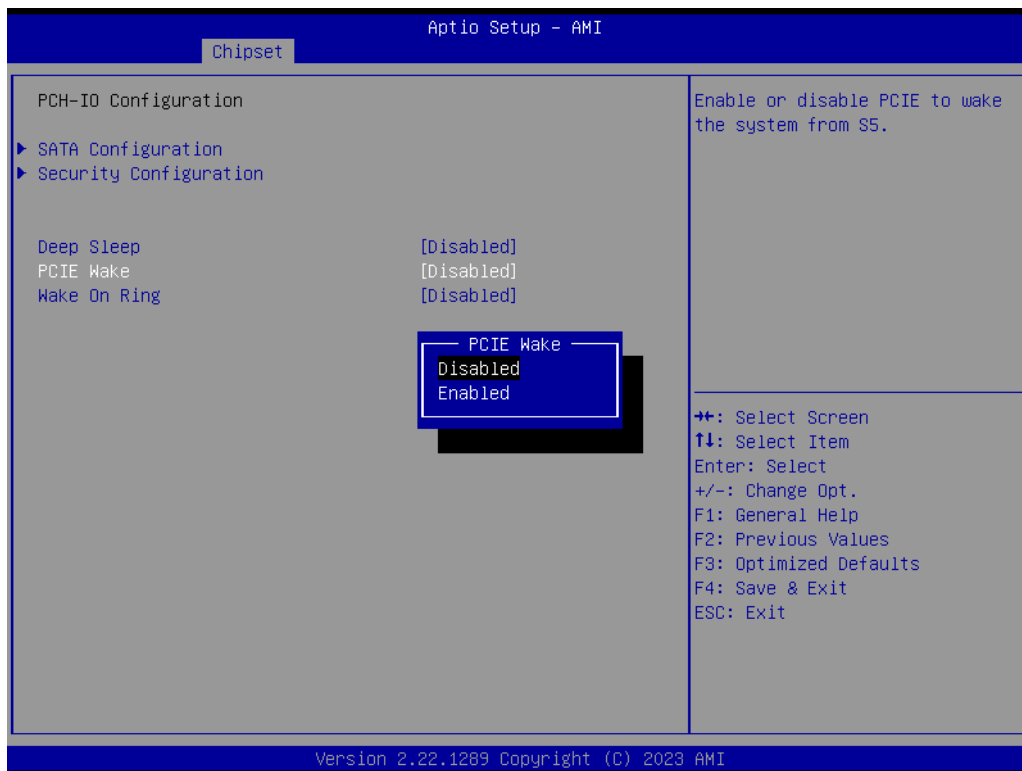 Aptio Setup – AMI
Chipset
PCH-IO Configuration
SATA Configuration
Security Configuration
Deep Sleep [Disabled]
PCIE Wake [Disabled]
Wake On Ring [Disabled]
PCIE Wake
Disabled
Enabled
Enable or disable PCIE to wake
the system from S5.
→←: Select Screen
↑↓: Select Item
Enter: Select
+/-: Change Opt.
F1: General Help
F2: Previous Values
F3: Optimized Defaults
F4: Save & Exit
ESC: Exit
Version 2.22.1289 Copyright (C) 2023 AMI